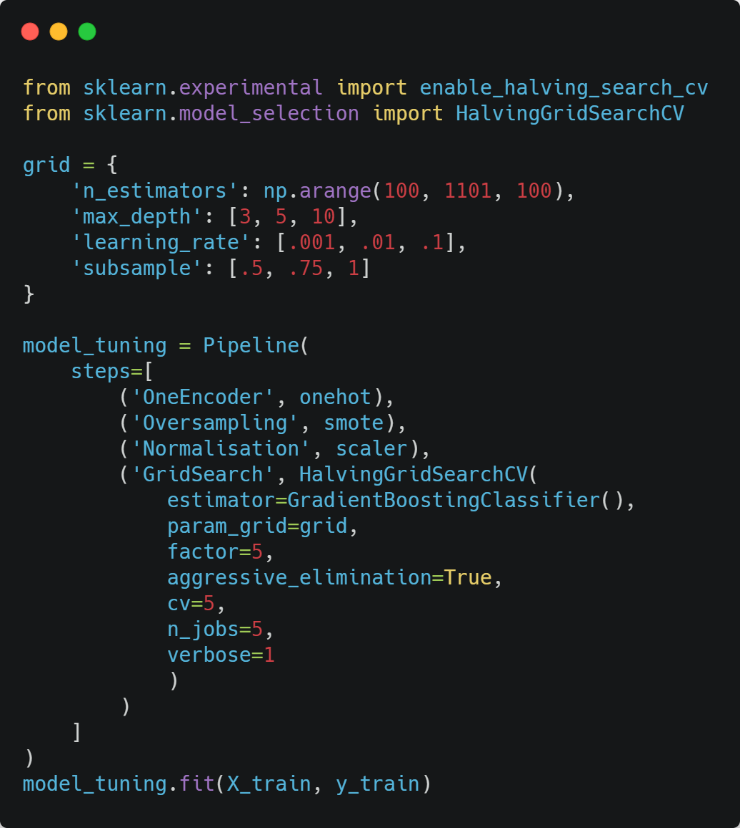 from sklearn.experimental import enable_halving_search_cv
from sklearn.model_selection import HalvingGridSearchCV

grid = {
    'n_estimators': np.arange(100, 1101, 100),
    'max_depth': [3, 5, 10],
    'learning_rate': [.001, .01, .1],
    'subsample': [.5, .75, 1]
}

model_tuning = Pipeline(
    steps=[
        ('OneEncoder', onehot),
        ('Oversampling', smote),
        ('Normalisation', scaler),
        ('GridSearch', HalvingGridSearchCV(
            estimator=GradientBoostingClassifier(),
            param_grid=grid,
            factor=5,
            aggressive_elimination=True,
            cv=5,
            n_jobs=5,
            verbose=1
            )
        )
    ]
)
model_tuning.fit(X_train, y_train)